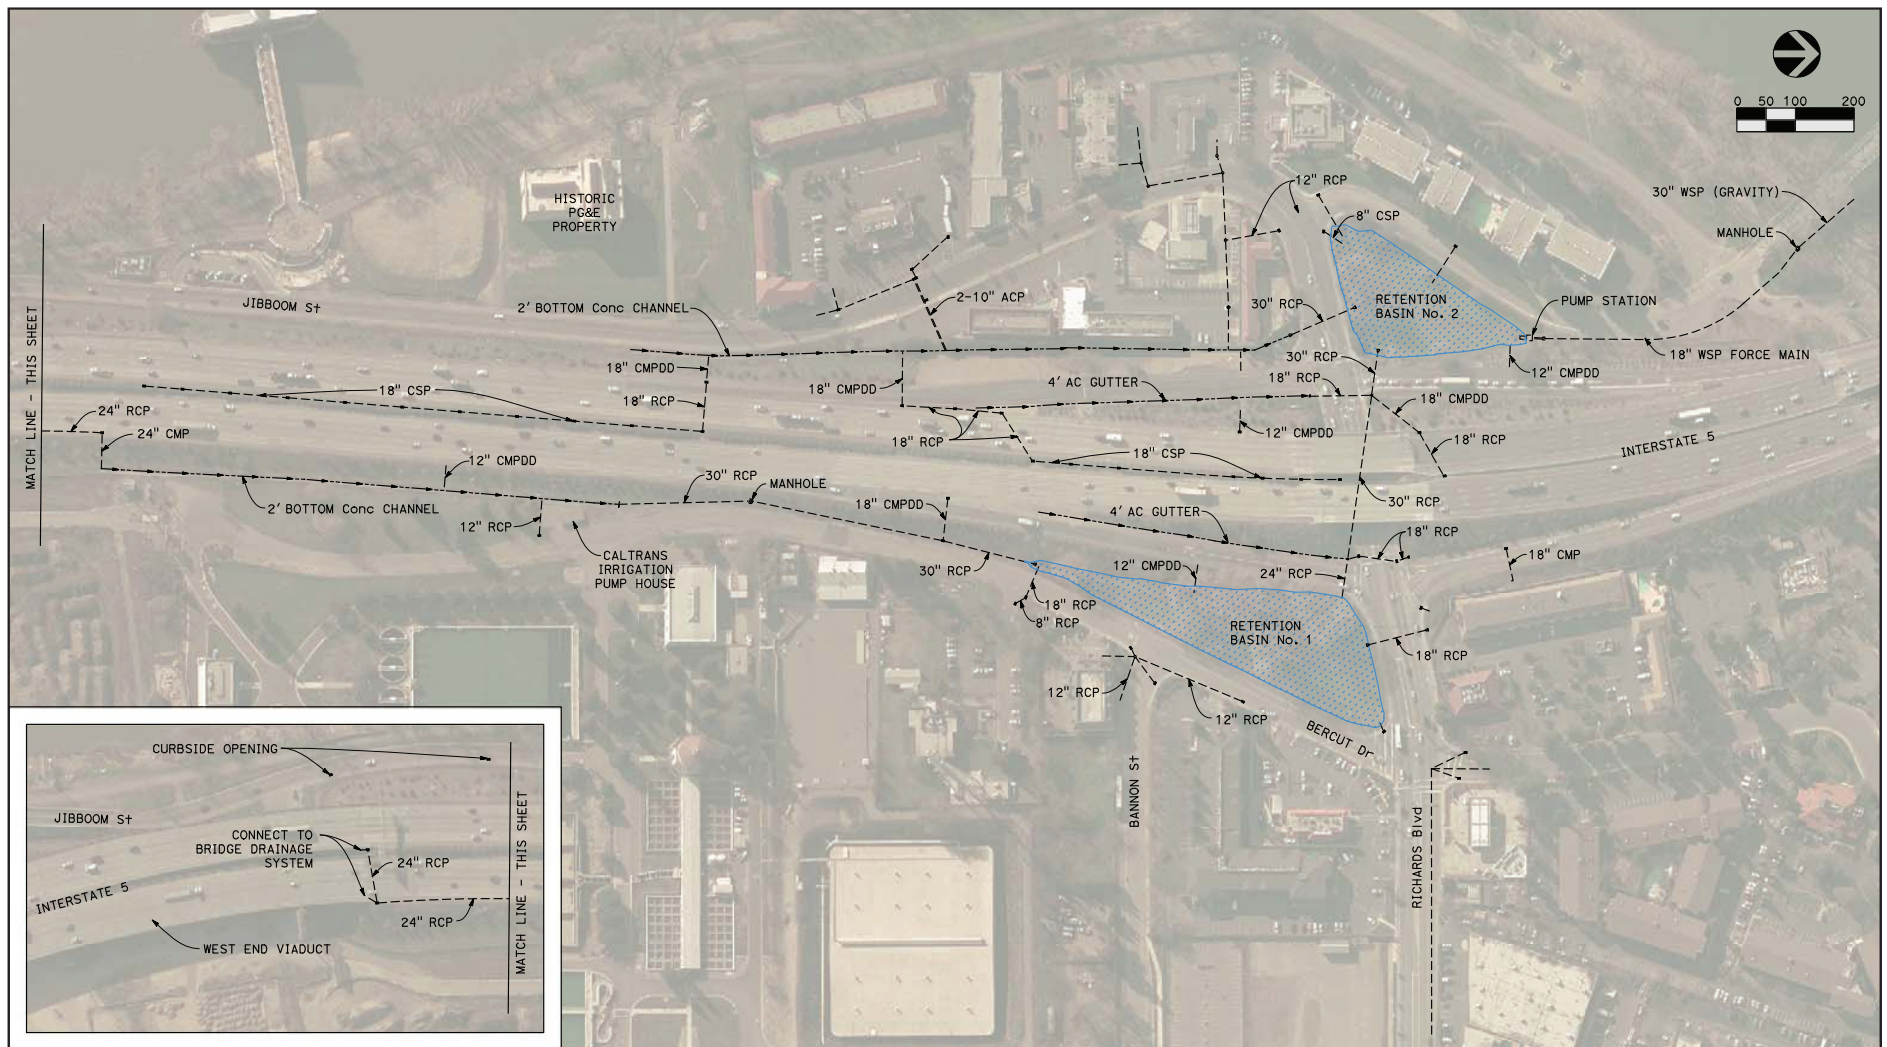 0 50 100 200
12" RCP
30" WSP (GRAVITY)
HISTORIC
PG&E
PROPERTY
8" CSP
MANHOLE
JIBBOOM St
2' BOTTOM Conc CHANNEL
2-10" ACP
30" RCP
RETENTION
BASIN No. 2
PUMP STATION
18" WSP FORCE MAIN
MATCH LINE - THIS SHEET
18" CMPDD
18" CMPDD
30" RCP
12" CMPDD
18" CSP
4' AC GUTTER
18" RCP
18" RCP
18" CMPDD
24" RCP
24" CMP
18" RCP
12" CMPDD
18" RCP
INTERSTATE 5
12" CMPDD
18" CSP
30" RCP
MANHOLE
2' BOTTOM Conc CHANNEL
18" CMPDD
4' AC GUTTER
30" RCP
12" RCP
18" RCP
CALTRANS
IRRIGATION
PUMP HOUSE
30" RCP
12" CMPDD
24" RCP
18" CMP
18" RCP
8" RCP
RETENTION
BASIN No. 1
18" RCP
12" RCP
12" RCP
BERCUT Dr
BANNON St
RICHARDS Blvd
CURBSIDE OPENING
JIBBOOM St
CONNECT TO
BRIDGE DRAINAGE
SYSTEM
24" RCP
INTERSTATE 5
24" RCP
WEST END VIADUCT
MATCH LINE - THIS SHEET